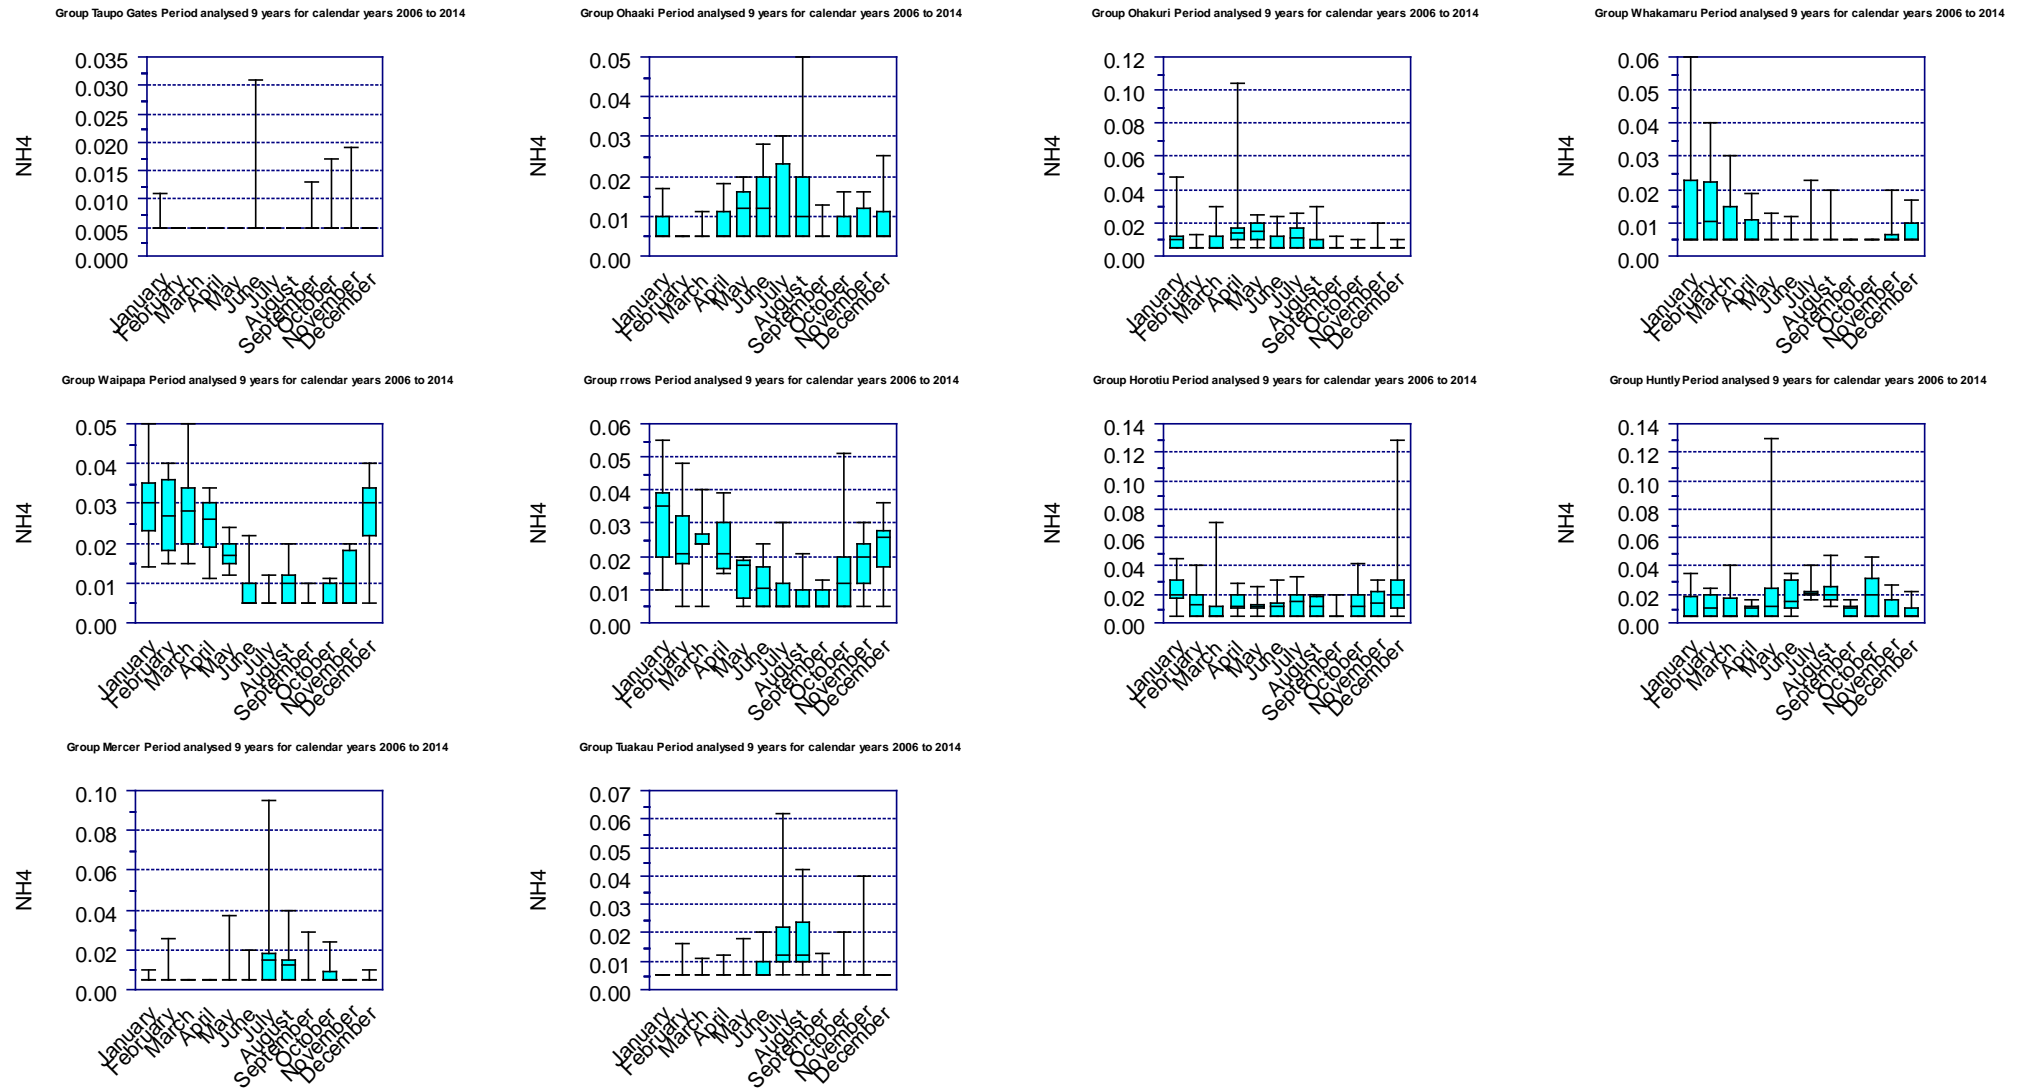 Group Taupo Gates Period analysed 9 years for calendar years 2006 to 2014
NH4
0.035
0.030
0.025
0.020
0.015
0.010
0.005
0.000
January
February
March
April
May
June
July
August
September
October
November
December
Group Ohaaki Period analysed 9 years for calendar years 2006 to 2014
NH4
0.05
0.04
0.03
0.02
0.01
0.00
January
February
March
April
May
June
July
August
September
October
November
December
Group Ohakuri Period analysed 9 years for calendar years 2006 to 2014
NH4
0.12
0.10
0.08
0.06
0.04
0.02
0.00
January
February
March
April
May
June
July
August
September
October
November
December
Group Whakamaru Period analysed 9 years for calendar years 2006 to 2014
NH4
0.06
0.05
0.04
0.03
0.02
0.01
0.00
January
February
March
April
May
June
July
August
September
October
November
December
Group Waipapa Period analysed 9 years for calendar years 2006 to 2014
NH4
0.05
0.04
0.03
0.02
0.01
0.00
January
February
March
April
May
June
July
August
September
October
November
December
Group rrows Period analysed 9 years for calendar years 2006 to 2014
NH4
0.06
0.05
0.04
0.03
0.02
0.01
0.00
January
February
March
April
May
June
July
August
September
October
November
December
Group Horotiu Period analysed 9 years for calendar years 2006 to 2014
NH4
0.14
0.12
0.10
0.08
0.06
0.04
0.02
0.00
January
February
March
April
May
June
July
August
September
October
November
December
Group Huntly Period analysed 9 years for calendar years 2006 to 2014
NH4
0.14
0.12
0.10
0.08
0.06
0.04
0.02
0.00
January
February
March
April
May
June
July
August
September
October
November
December
Group Mercer Period analysed 9 years for calendar years 2006 to 2014
NH4
0.10
0.08
0.06
0.04
0.02
0.00
January
February
March
April
May
June
July
August
September
October
November
December
Group Tuakau Period analysed 9 years for calendar years 2006 to 2014
NH4
0.07
0.06
0.05
0.04
0.03
0.02
0.01
0.00
January
February
March
April
May
June
July
August
September
October
November
December